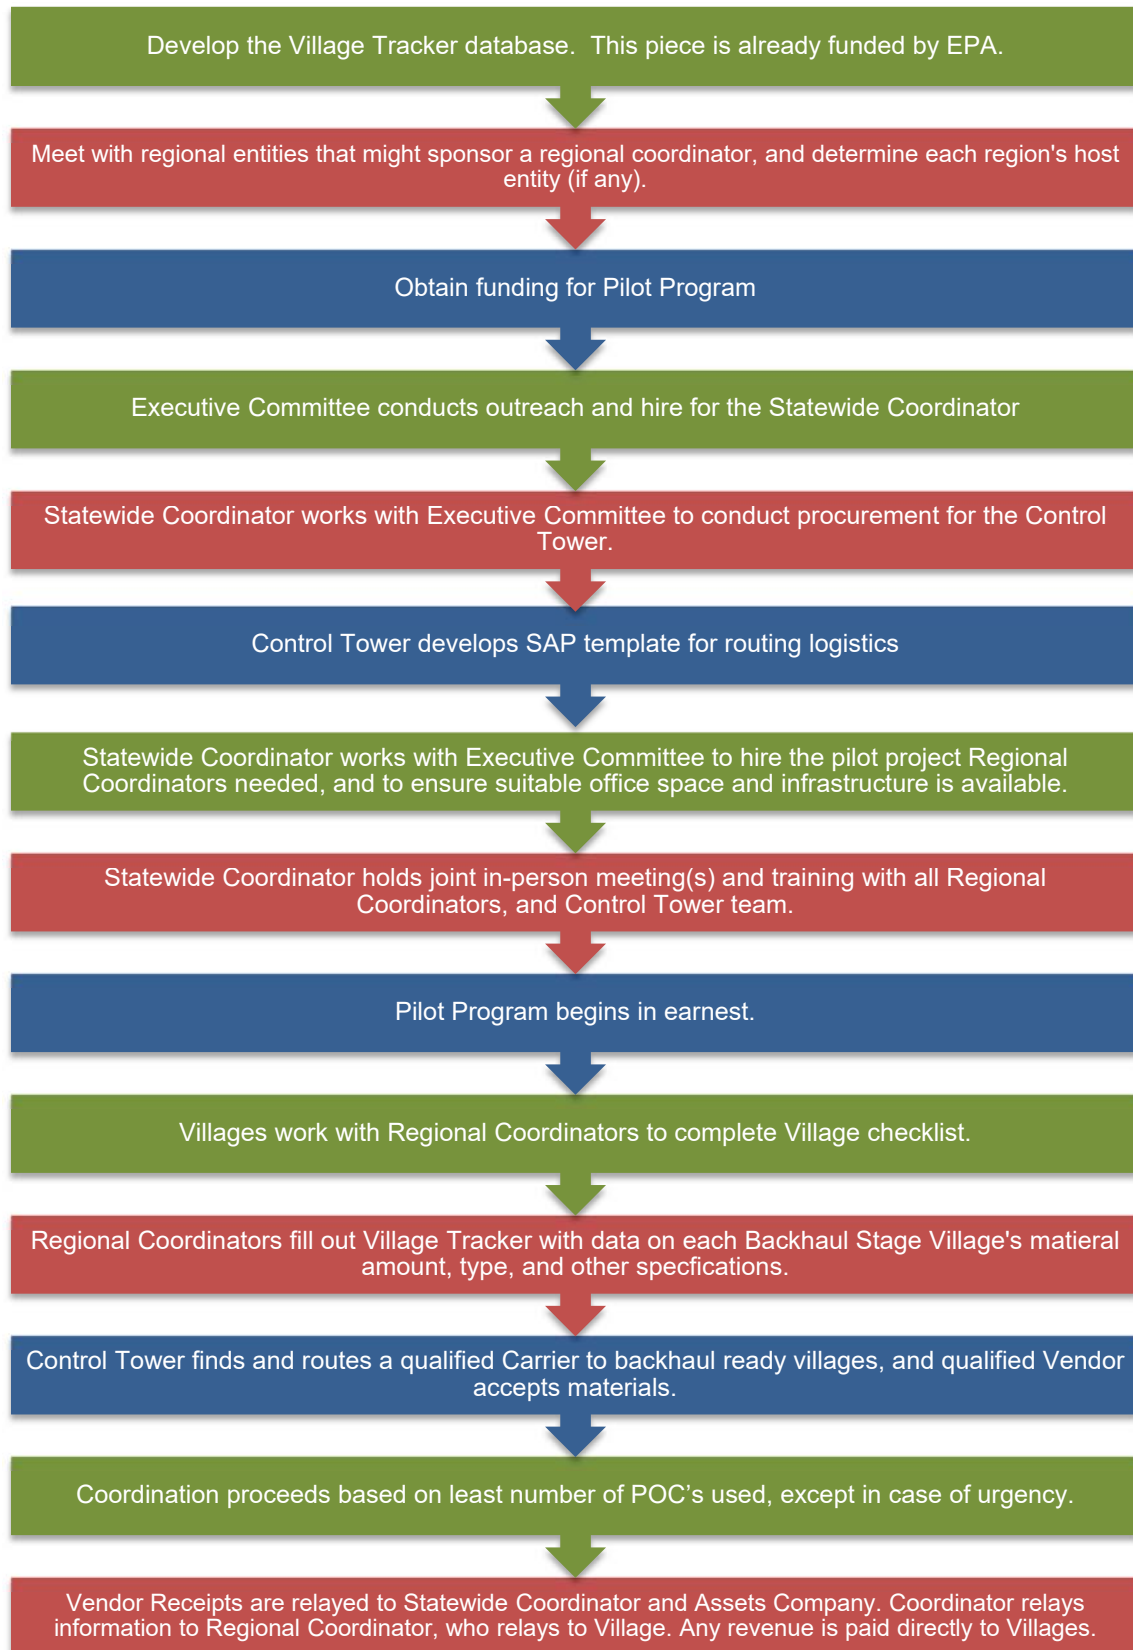 Develop the Village Tracker database.  This piece is already funded by EPA.
Meet with regional entities that might sponsor a regional coordinator, and determine each region's host
entity (if any).
Obtain funding for Pilot Program
Executive Committee conducts outreach and hire for the Statewide Coordinator
Statewide Coordinator works with Executive Committee to conduct procurement for the Control
Tower.
Control Tower develops SAP template for routing logistics
Statewide Coordinator works with Executive Committee to hire the pilot project Regional
Coordinators needed, and to ensure suitable office space and infrastructure is available.
Statewide Coordinator holds joint in-person meeting(s) and training with all Regional
Coordinators, and Control Tower team.
Pilot Program begins in earnest.
Villages work with Regional Coordinators to complete Village checklist.
Regional Coordinators fill out Village Tracker with data on each Backhaul Stage Village's matieral
amount, type, and other specfications.
Control Tower finds and routes a qualified Carrier to backhaul ready villages, and qualified Vendor
accepts materials.
Coordination proceeds based on least number of POC’s used, except in case of urgency.
Vendor Receipts are relayed to Statewide Coordinator and Assets Company. Coordinator relays
information to Regional Coordinator, who relays to Village. Any revenue is paid directly to Villages.